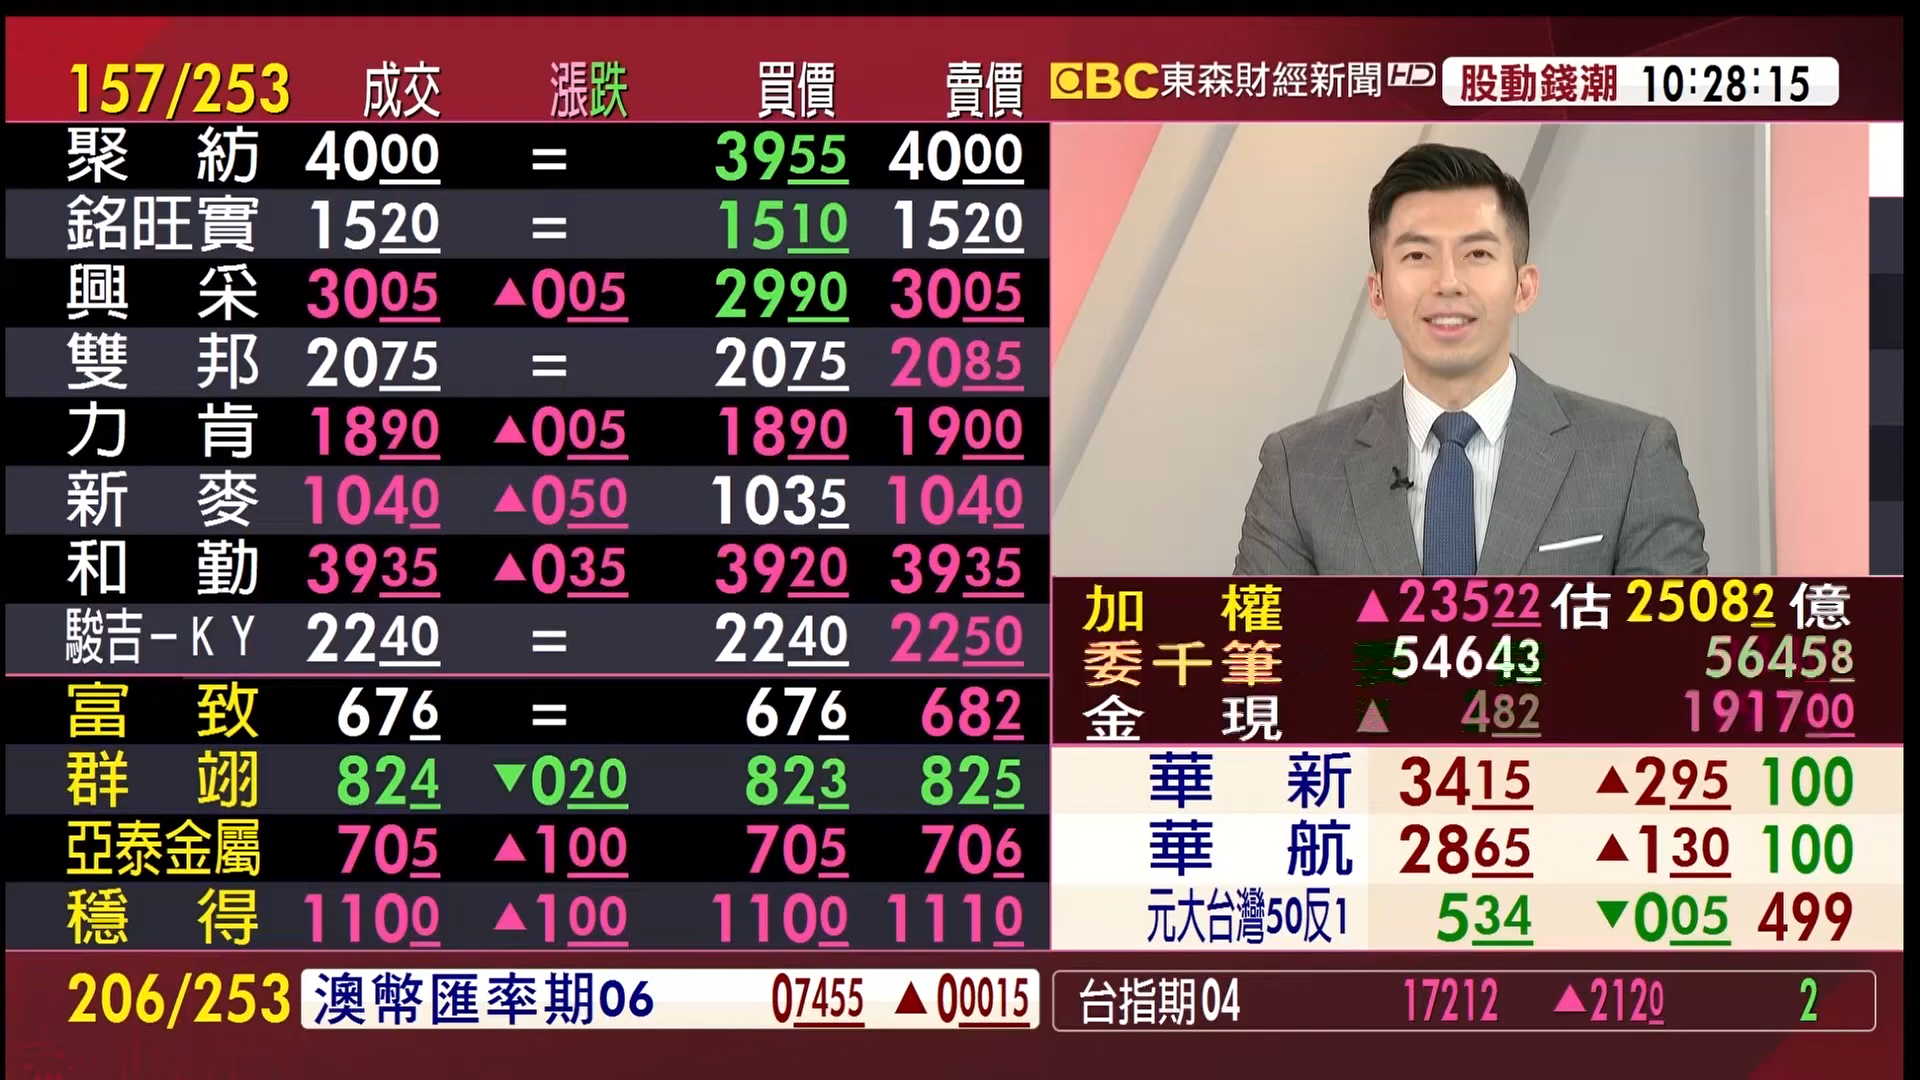 157/253 成交 漲跌 買價 賣價
聚紡 4000 = 3955 4000
銘旺實 1520 = 1510 1520
興采 3005 ▲005 2990 3005
雙邦 2075 = 2075 2085
力肯 1890 ▲005 1890 1900
新麥 1040 ▲050 1035 1040
和勤 3935 ▲035 3920 3935
駿吉-KY 2240 = 2240 2250
富致 676 = 676 682
群翊 824 ▼020 823 825
亞泰金屬 705 ▲100 705 706
穩得 1100 ▲100 1100 1110
206/253 澳幣匯率期06 07455 ▲00015
EBC東森財經新聞HD 股動錢潮 10:28:15
加權 ▲23522 估 25082 億
委千筆 54643 56458
金現 ▲ 482 191700
華新 3415 ▲295 100
華航 2865 ▲130 100
元大台灣50反1 534 ▼005 499
台指期04 17212 ▲2120 2